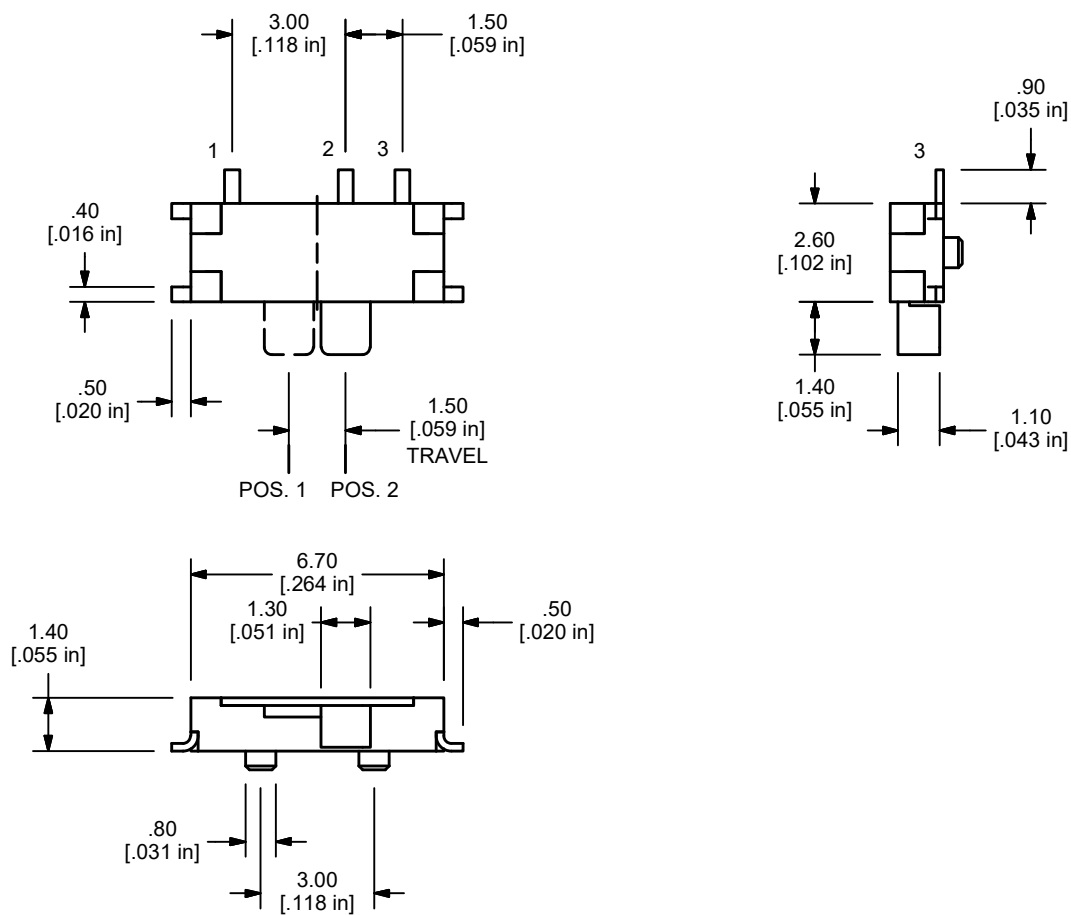 3.00
[.118 in]
1.50
[.059 in]
1
2
3
.40
[.016 in]
.50
[.020 in]
1.50
[.059 in]
TRAVEL
POS. 1
POS. 2
.90
[.035 in]
3
2.60
[.102 in]
1.40
[.055 in]
1.10
[.043 in]
6.70
[.264 in]
1.30
[.051 in]
.50
[.020 in]
1.40
[.055 in]
.80
[.031 in]
3.00
[.118 in]